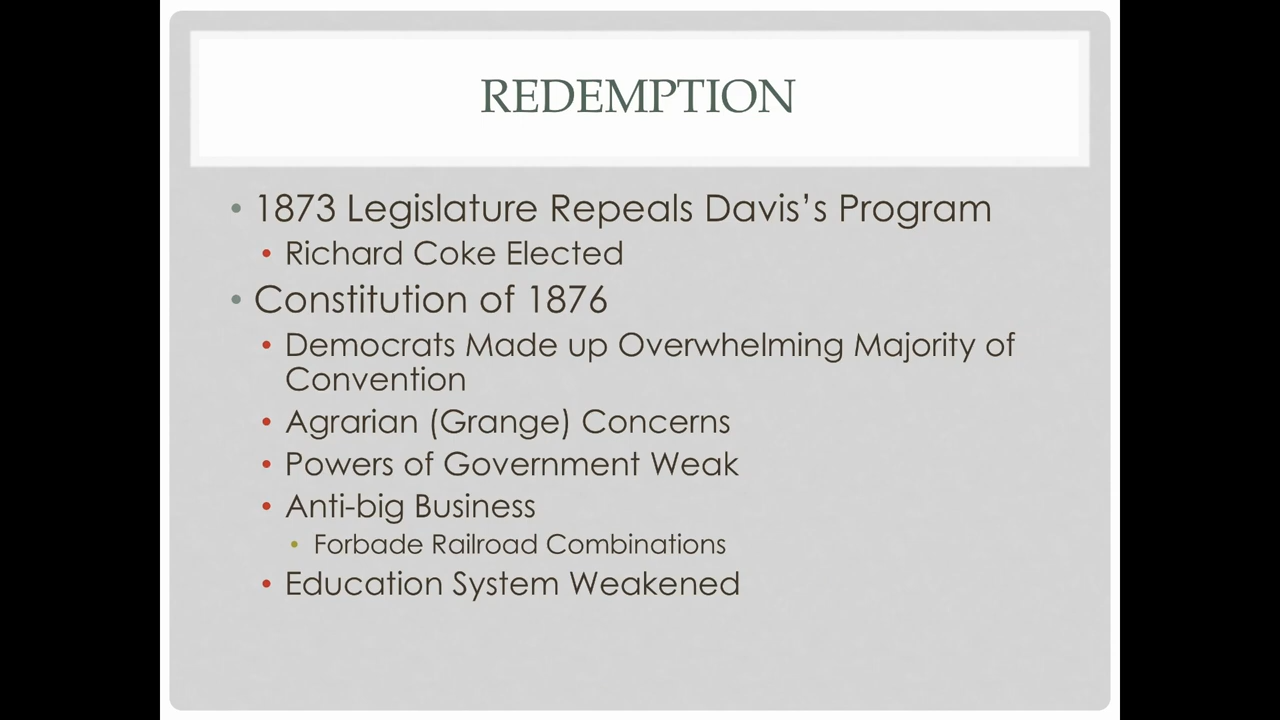 REDEMPTION
• 1873 Legislature Repeals Davis’s Program
• Richard Coke Elected
• Constitution of 1876
• Democrats Made up Overwhelming Majority of
Convention
• Agrarian (Grange) Concerns
• Powers of Government Weak
• Anti-big Business
• Forbade Railroad Combinations
• Education System Weakened